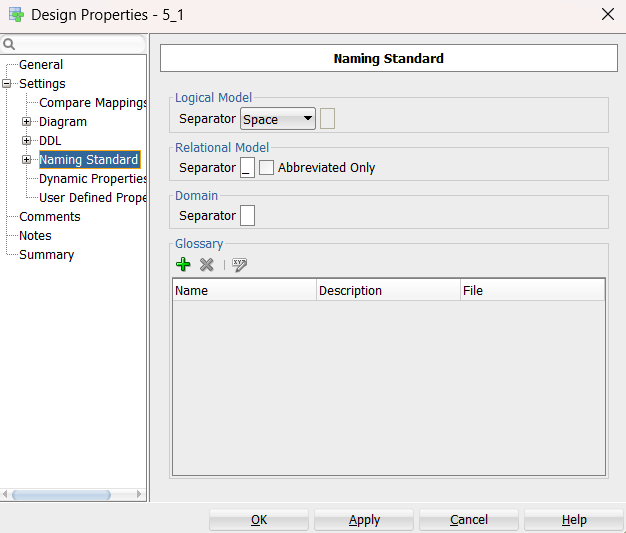 Design Properties - 5_1
General
Settings
Compare Mappings
Diagram
DDL
Naming Standard
Dynamic Properties
User Defined Prope
Comments
Notes
Summary
Naming Standard
Logical Model
Separator Space
Relational Model
Separator _ Abbreviated Only
Domain
Separator
Glossary
Name Description File
OK Apply Cancel Help